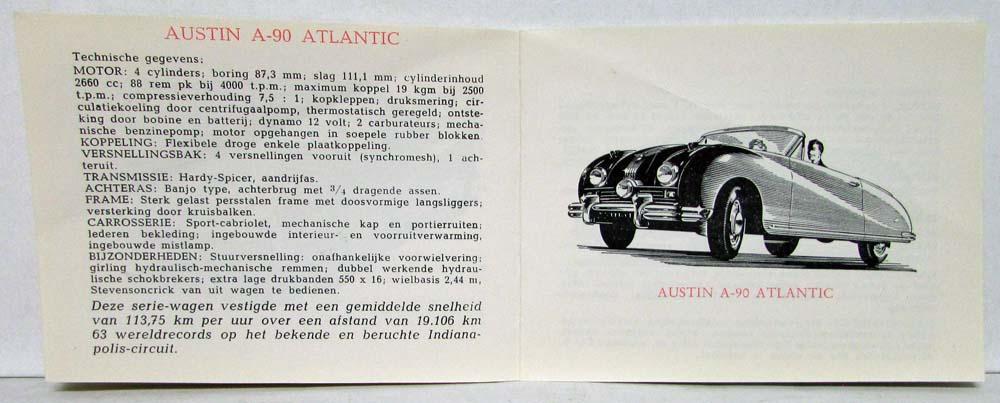 AUSTIN A-90 ATLANTIC
Technische gegevens:
MOTOR: 4 cylinders; boring 87,3 mm; slag 111,1 mm; cylinderinhoud
2660 cc; 88 rem pk bij 4000 t.p.m.; maximum koppel 19 kgm bij 2500
t.p.m.; compressieverhouding 7,5 : 1; kopkleppen; druksmering; cir-
culatiekoeling door centrifugaalpomp, thermostatisch geregeld; ontste-
king door bobine en batterij; dynamo 12 volt; 2 carburateurs; mecha-
nische benzinepomp; motor opgehangen in soepele rubber blokken.
KOPPELING: Flexibele droge enkele plaatkoppeling.
VERSNELLINGSBAK: 4 versnellingen vooruit (synchromesh), 1 ach-
teruit.
TRANSMISSIE: Hardy-Spicer, aandrijfas.
ACHTERAS: Banjo type, achterbrug met 3/4 dragende assen.
FRAME: Sterk gelast persstalen frame met doosvormige langsliggers;
versterking door kruisbalken.
CARROSSERIE: Sport-cabriolet, mechanische kap en portierruiten;
lederen bekleding; ingebouwde interieur- en voorruitverwarming,
ingebouwde mistlamp.
BIJZONDERHEDEN: Stuurversnelling: onafhankelijke voorwielvering;
girling hydraulisch-mechanische remmen; dubbel werkende hydrau-
lische schokbrekers; extra lage drukbanden 550 x 16; wielbasis 2,44 m,
Stevensoncrick van uit wagen te bedienen.
Deze serie-wagen vestigde met een gemiddelde snelheid
van 113,75 km per uur over een afstand van 19.106 km
63 wereldrecords op het bekende en beruchte Indiana-
polis-circuit.
AUSTIN A-90 ATLANTIC